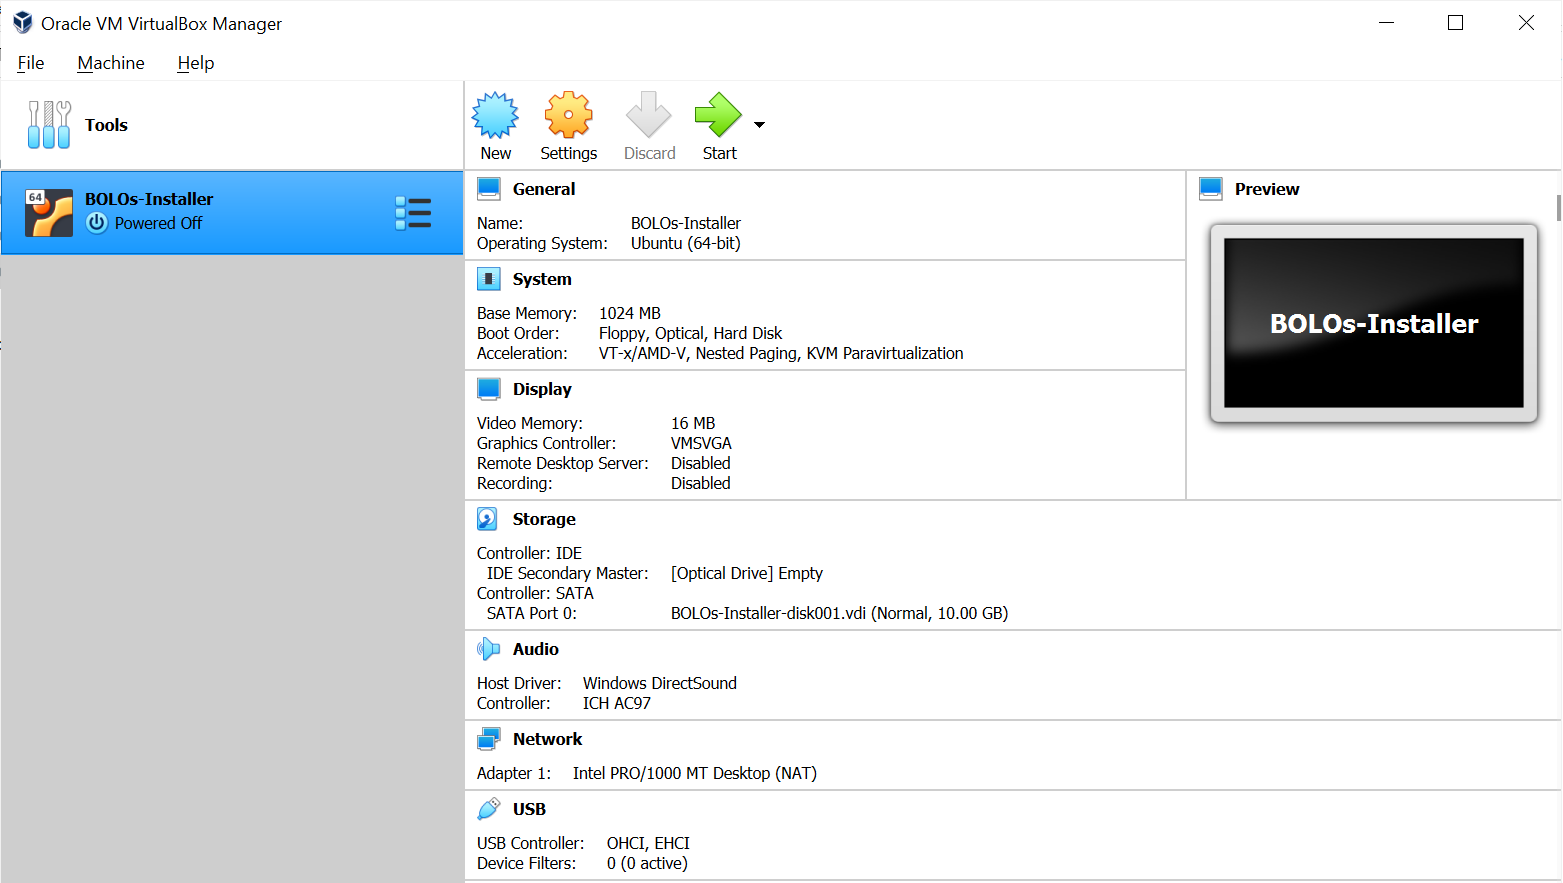 Oracle VM VirtualBox Manager
File Machine Help
Tools
New Settings Discard Start
64
BOLOs-Installer
Powered Off
General
Name: BOLOs-Installer
Operating System: Ubuntu (64-bit)
Preview
BOLOs-Installer
System
Base Memory: 1024 MB
Boot Order: Floppy, Optical, Hard Disk
Acceleration: VT-x/AMD-V, Nested Paging, KVM Paravirtualization
Display
Video Memory: 16 MB
Graphics Controller: VMSVGA
Remote Desktop Server: Disabled
Recording: Disabled
Storage
Controller: IDE
IDE Secondary Master: [Optical Drive] Empty
Controller: SATA
SATA Port 0: BOLOs-Installer-disk001.vdi (Normal, 10.00 GB)
Audio
Host Driver: Windows DirectSound
Controller: ICH AC97
Network
Adapter 1: Intel PRO/1000 MT Desktop (NAT)
USB
USB Controller: OHCI, EHCI
Device Filters: 0 (0 active)